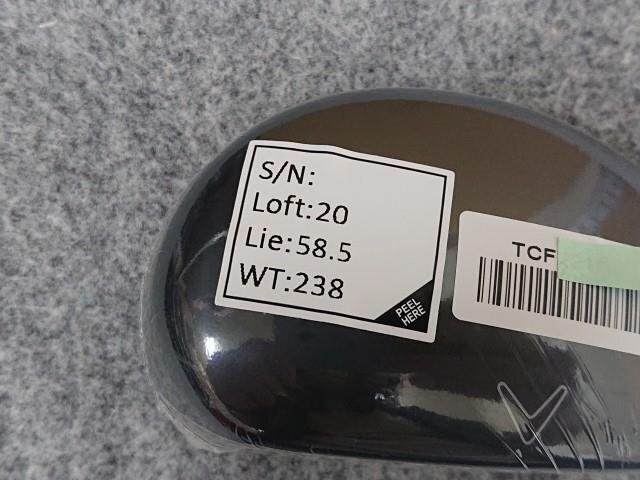 S/N:
Loft:20
Lie:58.5
WT:238
PEEL
HERE
TCF